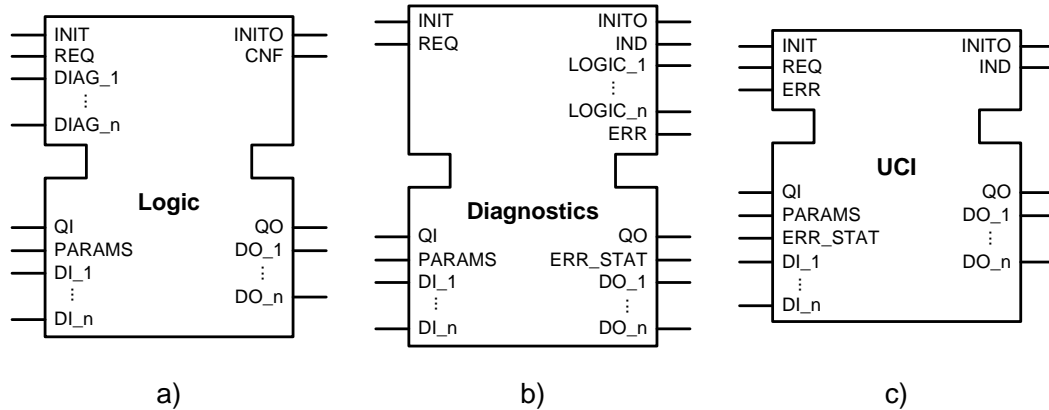 INIT INITO
REQ CNF
DIAG_1
⋮
DIAG_n
Logic
QI QO
PARAMS DO_1
DI_1 ⋮
⋮ DO_n
DI_n
a)
INIT INITO
REQ IND
LOGIC_1
⋮
LOGIC_n
ERR
Diagnostics
QI QO
PARAMS ERR_STAT
DI_1 DO_1
⋮ ⋮
DI_n DO_n
b)
INIT INITO
REQ IND
ERR
UCI
QI QO
PARAMS DO_1
ERR_STAT ⋮
DI_1 DO_n
⋮
DI_n
c)